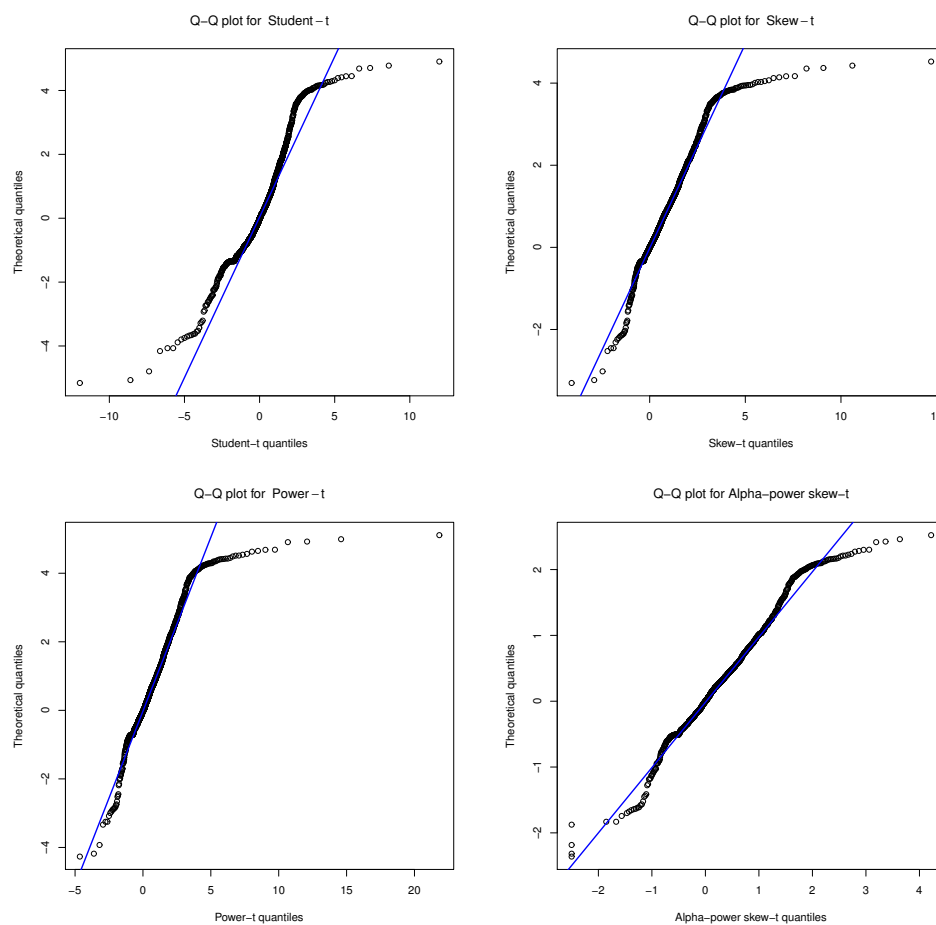 Q−Q plot for Student−t
Theoretical quantiles
4
2
0
−2
−4
−10 −5 0 5 10
Student−t quantiles
Q−Q plot for Skew−t
Theoretical quantiles
4
2
0
−2
0 5 10 1
Skew−t quantiles
Q−Q plot for Power−t
Theoretical quantiles
4
2
0
−2
−4
−5 0 5 10 15 20
Power−t quantiles
Q−Q plot for Alpha−power skew−t
Theoretical quantiles
2
1
0
−1
−2
−2 −1 0 1 2 3 4
Alpha−power skew−t quantiles